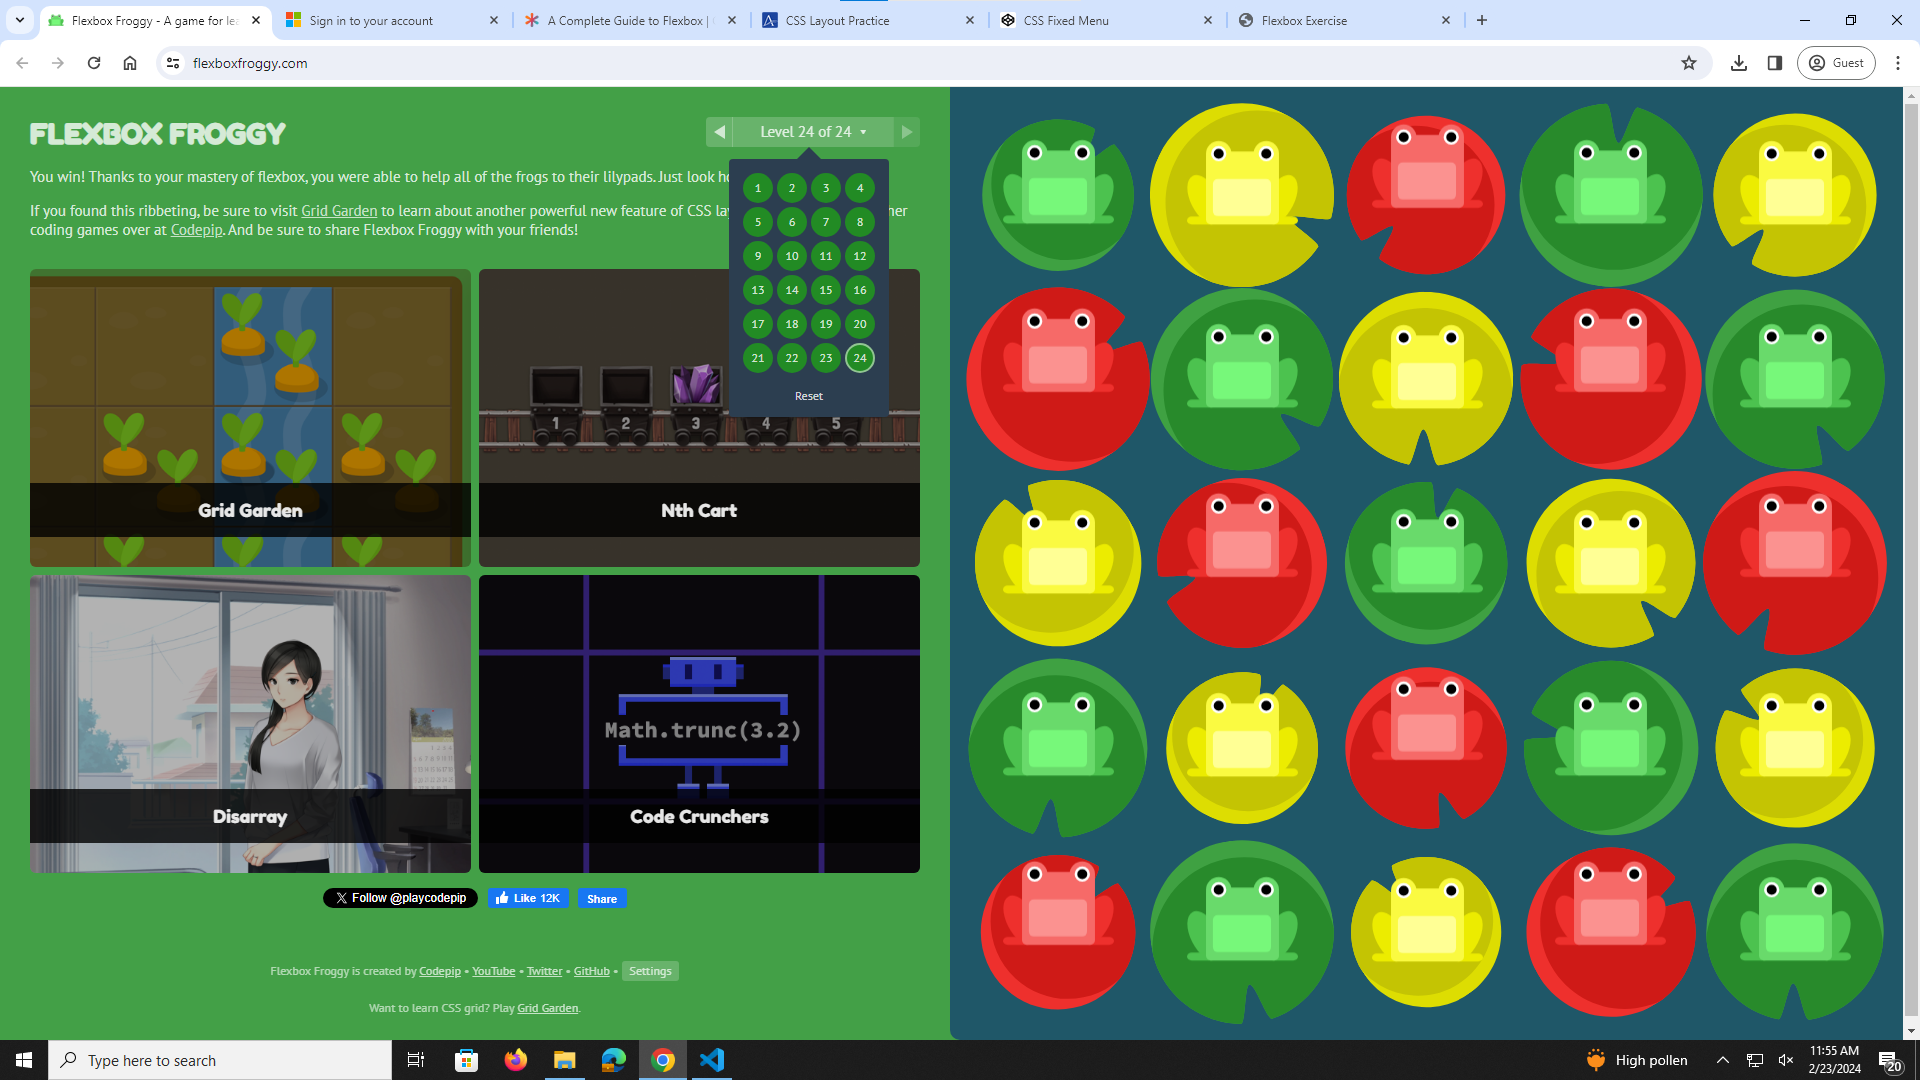 Flexbox Froggy - A game for le
Sign in to your account
A Complete Guide to Flexbox |
CSS Layout Practice
CSS Fixed Menu
Flexbox Exercise
flexboxfroggy.com
Guest
FLEXBOX FROGGY
Level 24 of 24
You win! Thanks to your mastery of flexbox, you were able to help all of the frogs to their lilypads. Just look
If you found this ribbeting, be sure to visit Grid Garden to learn about another powerful new feature of CSS
coding games over at Codepip. And be sure to share Flexbox Froggy with your friends!
1 2 3 4
5 6 7 8
9 10 11 12
13 14 15 16
17 18 19 20
21 22 23 24
Reset
1 2 3 4 5
Grid Garden
Nth Cart
Math.trunc(3.2)
Disarray
Code Crunchers
Follow @playcodepip
Like 12K
Share
Flexbox Froggy is created by Codepip • YouTube • Twitter • GitHub • Settings
Want to learn CSS grid? Play Grid Garden.
Type here to search
High pollen
11:55 AM
2/23/2024
20